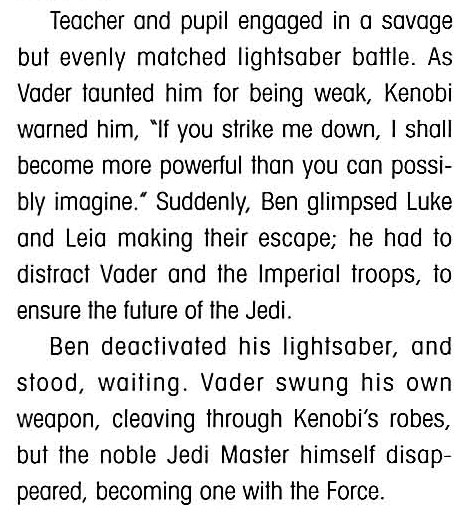 Teacher and pupil engaged in a savage
but evenly matched lightsaber battle. As
Vader taunted him for being weak, Kenobi
warned him, "If you strike me down, I shall
become more powerful than you can possi-
bly imagine." Suddenly, Ben glimpsed Luke
and Leia making their escape; he had to
distract Vader and the Imperial troops, to
ensure the future of the Jedi.
Ben deactivated his lightsaber, and
stood, waiting. Vader swung his own
weapon, cleaving through Kenobi's robes,
but the noble Jedi Master himself disap-
peared, becoming one with the Force.